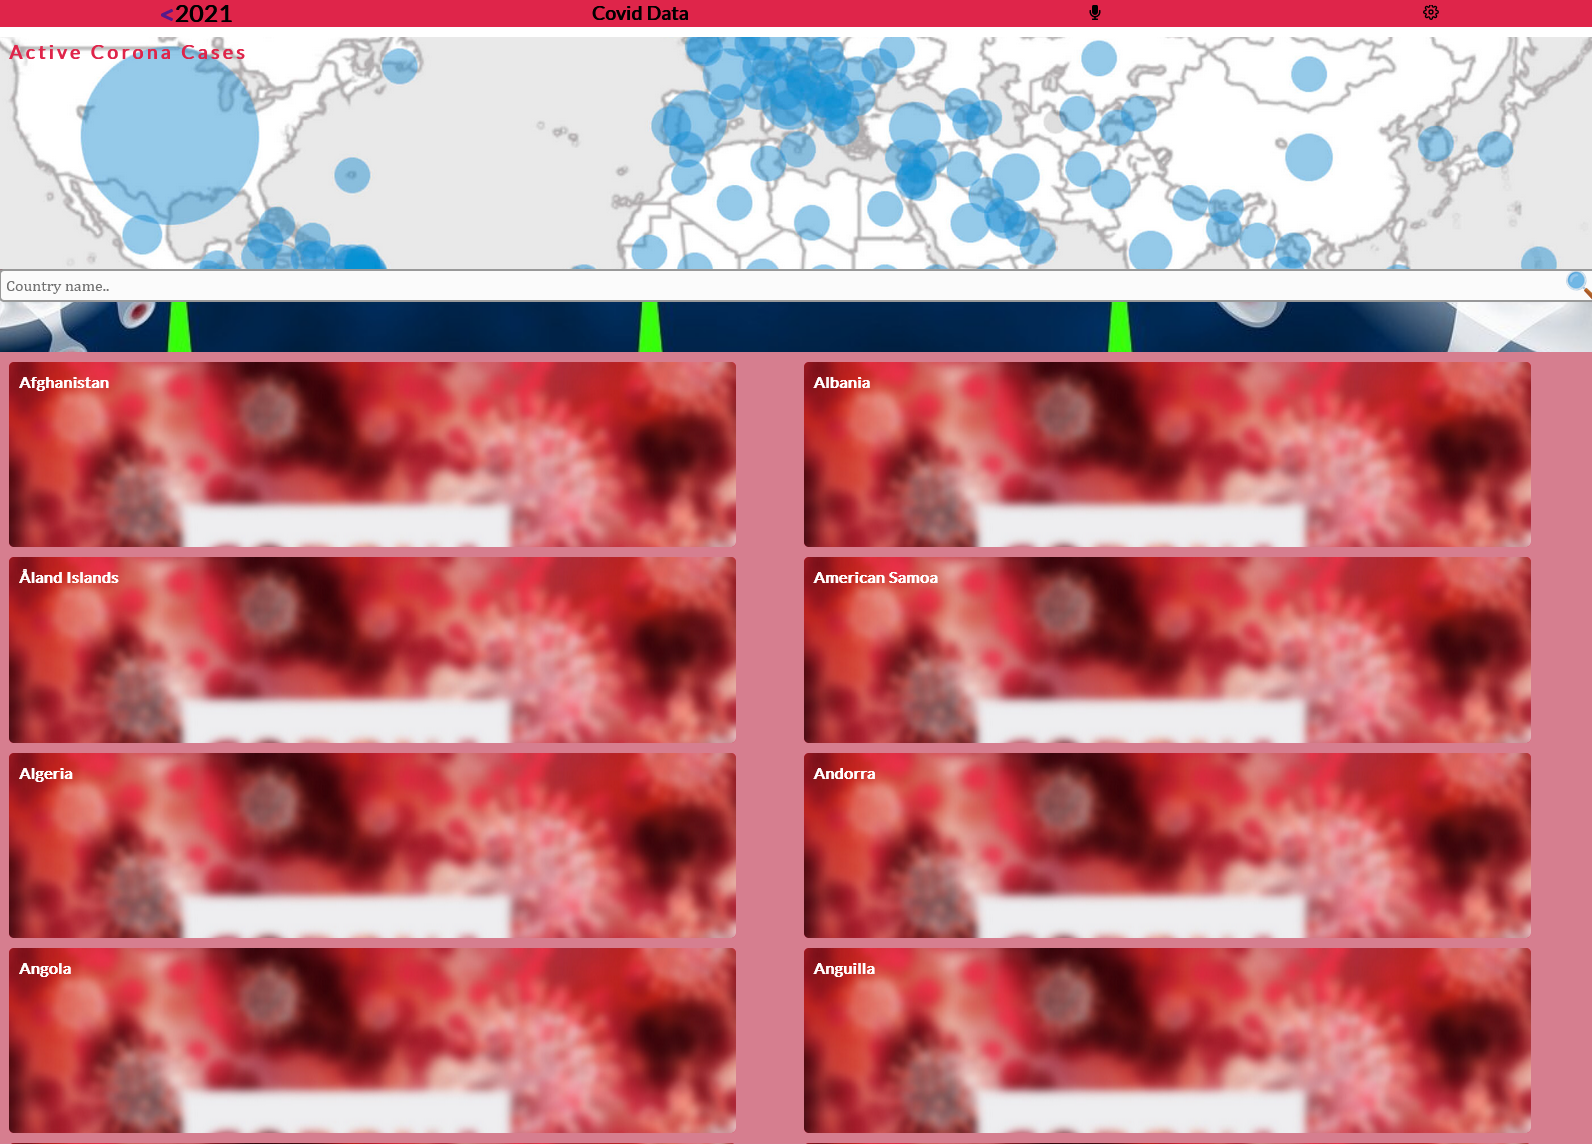 <2021
Covid Data
Active Corona Cases
Country name..
Afghanistan
Albania
Åland Islands
American Samoa
Algeria
Andorra
Angola
Anguilla